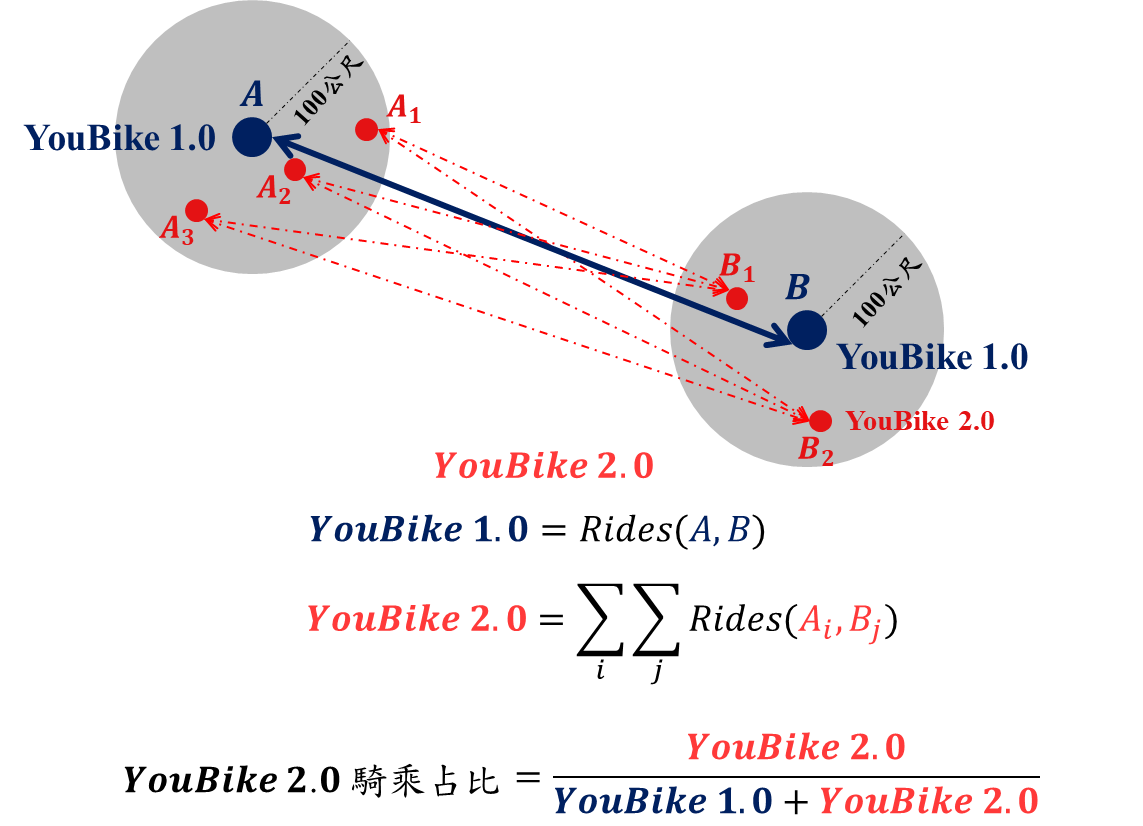 100公尺
A
A₁
YouBike 1.0
A₂
A₃
B₁
B
100公尺
YouBike 1.0
YouBike 2.0
B₂
YouBike 2.0
YouBike 1.0 = Rides(A, B)
YouBike 2.0 = ∑ᵢ ∑ⱼ Rides(Aᵢ, Bⱼ)
YouBike 2.0 騎乘占比 = YouBike 2.0 / (YouBike 1.0 + YouBike 2.0)